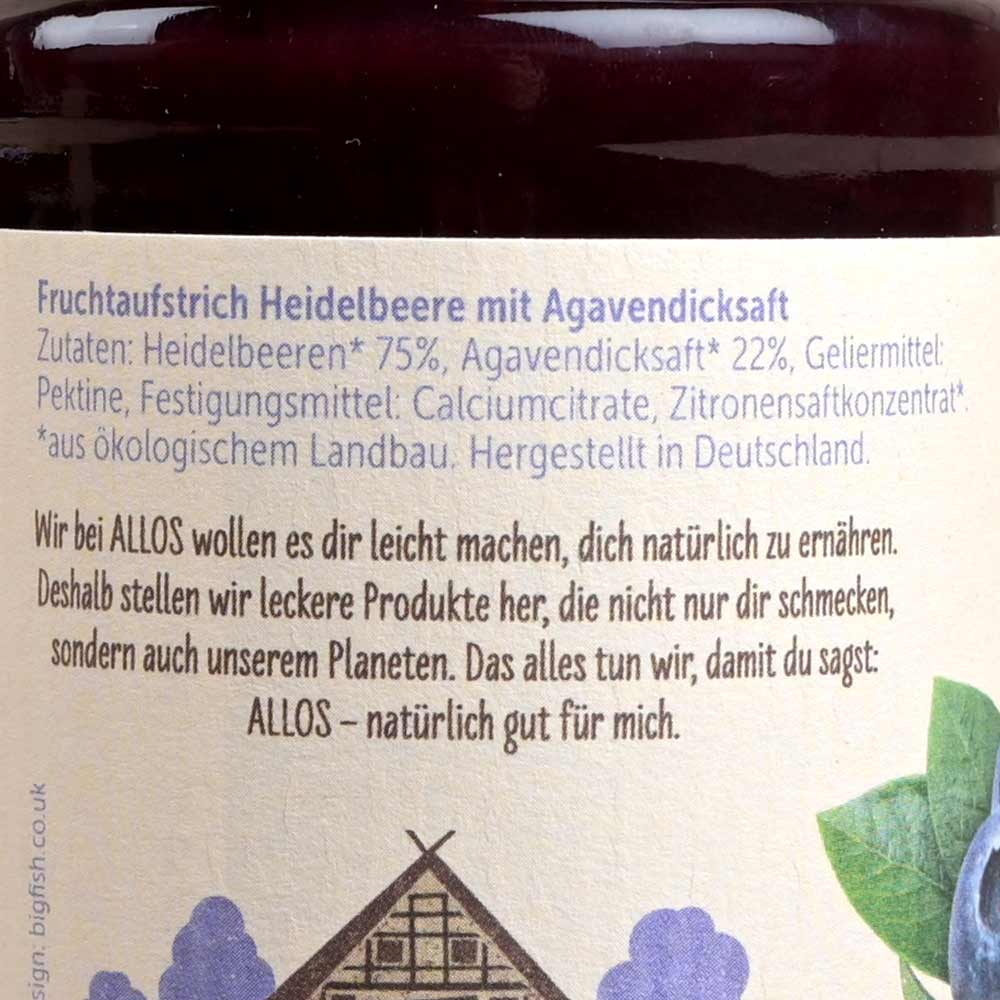 Fruchtaufstrich Heidelbeere mit Agavendicksaft
Zutaten: Heidelbeeren* 75%, Agavendicksaft* 22%, Geliermittel:
Pektine, Festigungsmittel: Calciumcitrate, Zitronensaftkonzentrat*.
*aus ökologischem Landbau. Hergestellt in Deutschland.
Wir bei ALLOS wollen es dir leicht machen, dich natürlich zu ernähren.
Deshalb stellen wir leckere Produkte her, die nicht nur dir schmecken,
sondern auch unserem Planeten. Das alles tun wir, damit du sagst:
ALLOS – natürlich gut für mich.
sign. bigfish.co.uk